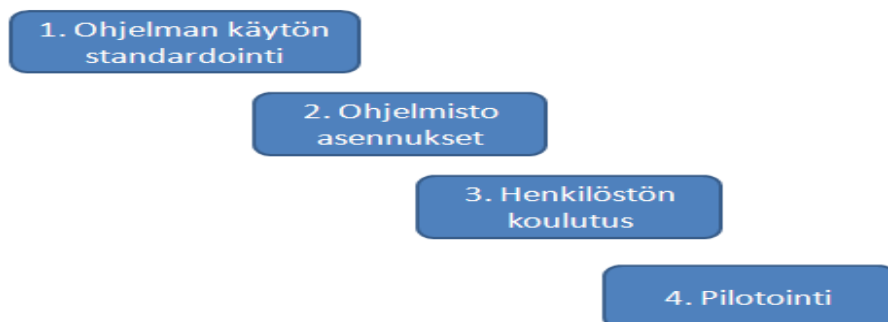 1. Ohjelman käytön
standardointi
2. Ohjelmisto
asennukset
3. Henkilöstön
koulutus
4. Pilotointi